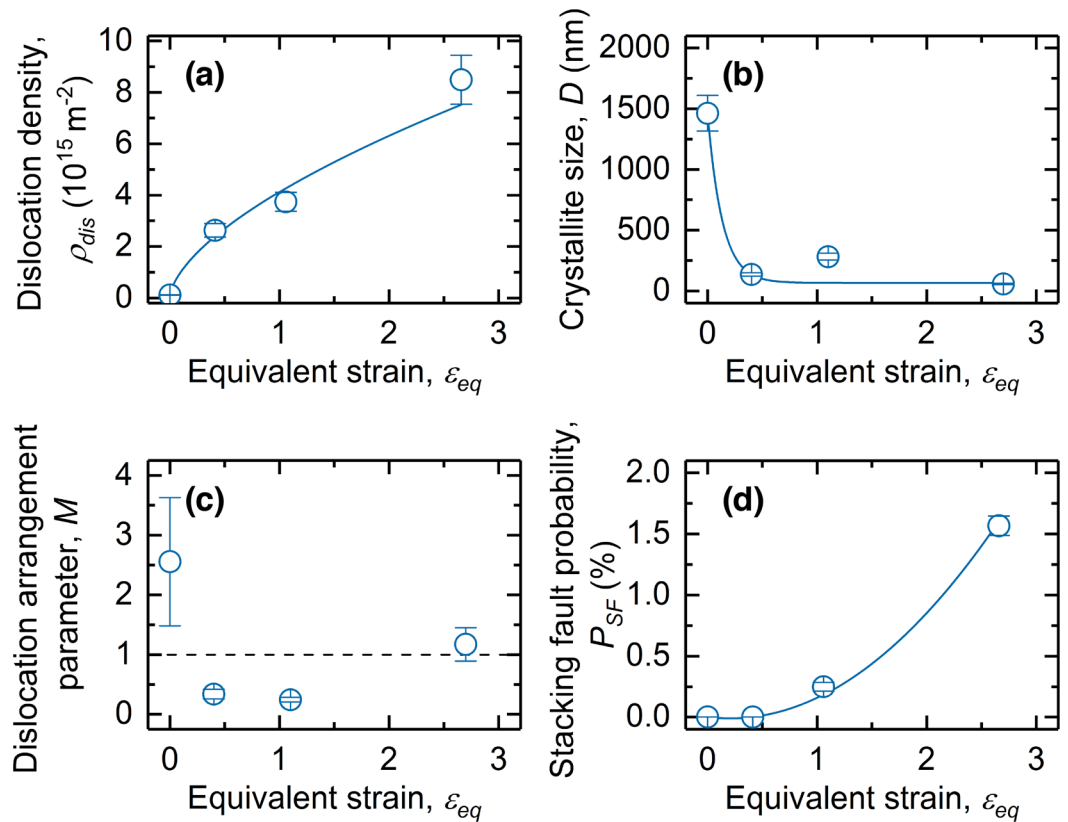 Dislocation density,
ρdis (10^15 m^-2)
10
8
6
4
2
0
(a)
0 1 2 3
Equivalent strain, εeq
Crystallite size, D (nm)
2000
1500
1000
500
0
(b)
0 1 2 3
Equivalent strain, εeq
Dislocation arrangement
parameter, M
4
3
2
1
0
(c)
0 1 2 3
Equivalent strain, εeq
Stacking fault probability,
PSF (%)
2.0
1.5
1.0
0.5
0.0
(d)
0 1 2 3
Equivalent strain, εeq